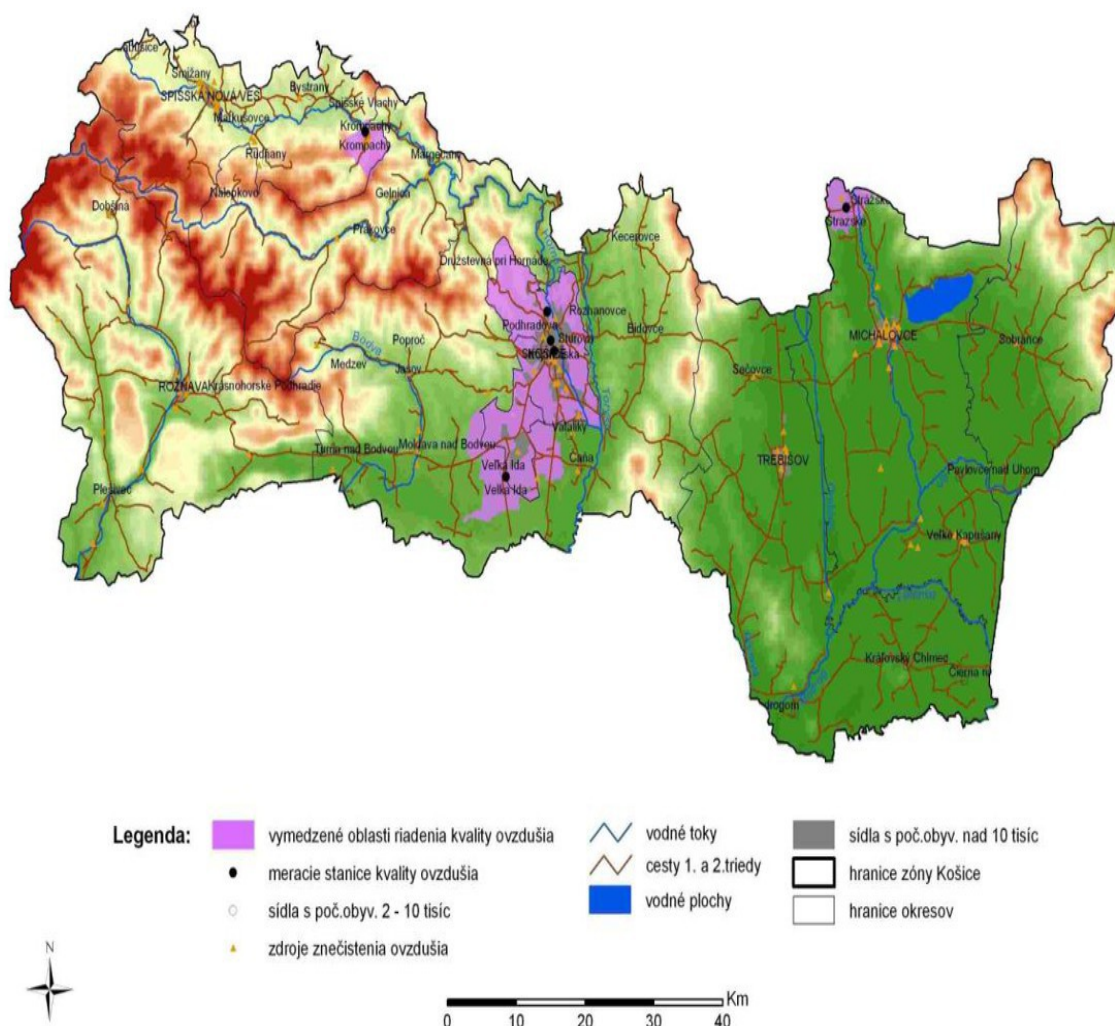 Smižany
SPIŠSKÁ NOVÁ VES
Bystrany
Spišské Vlachy
Markušovce
Krompachy
Krompachy
Rudňany
Margecany
Nálepkovo
Gelnica
Dobšiná
Prakovce
Strážske
Strážske
Kecerovce
Družstevná pri Hornáde
Rozhanovce
Podhradová
Bidovce
MICHALOVCE
Sobrance
Bodva
Poproč
Medzev
Jasov
Sečovce
ROŽŇAVA
Krásnohorské Podhradie
Valaliky
Moldava nad Bodvou
Turňa nad Bodvou
TREBIŠOV
Čaňa
Veľká Ida
Pavlovce nad Uhom
Plešivec
Veľká Ida
Veľké Kapušany
Kráľovský Chlmec
Čierna n
Legenda:
vymedzené oblasti riadenia kvality ovzdušia
meracie stanice kvality ovzdušia
sídla s poč.obyv. 2 - 10 tisíc
zdroje znečistenia ovzdušia
vodné toky
cesty 1. a 2.triedy
vodné plochy
sídla s poč.obyv. nad 10 tisíc
hranice zóny Košice
hranice okresov
N
Km
0 10 20 30 40